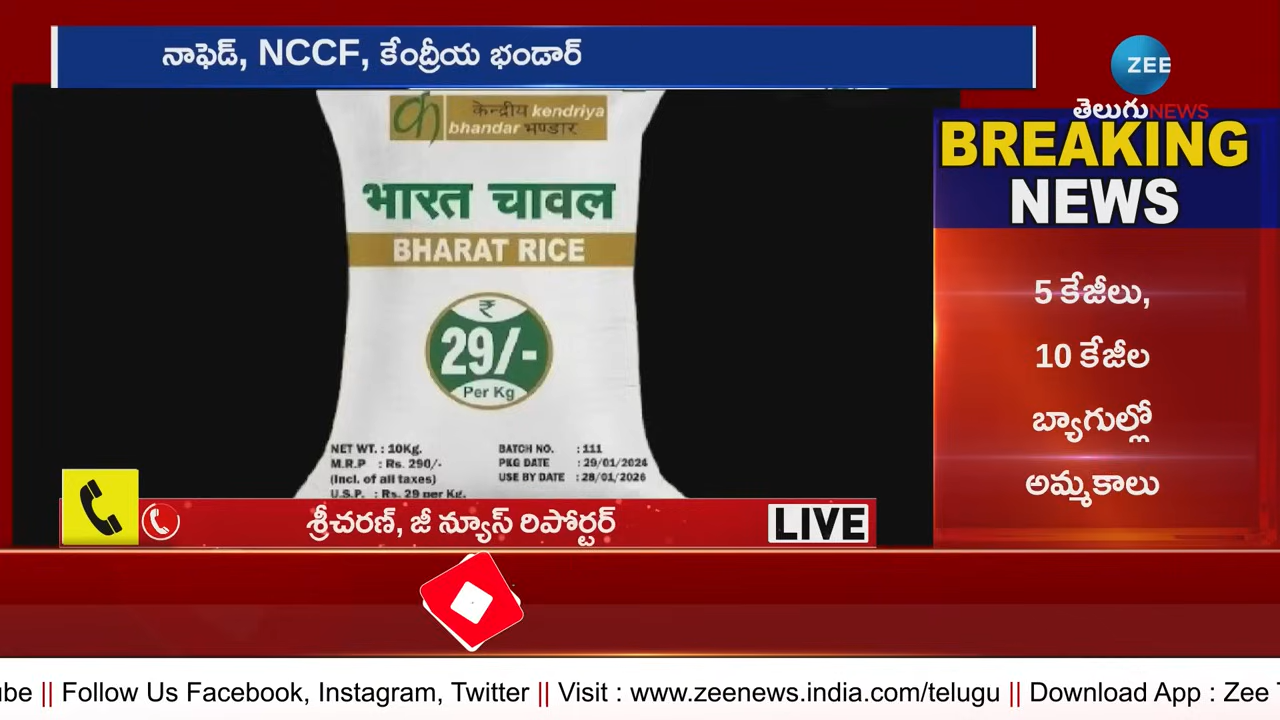 నాఫెడ్, NCCF, కేంద్రీయ భండార్
ZEE
తెలుగుNEWS
BREAKING
NEWS
5 కేజీలు,
10 కేజీల
బ్యాగుల్లో
అమ్మకాలు
केन्द्रीय kendriya
bhandar भण्डार
भारत चावल
BHARAT RICE
₹
29/-
Per Kg
NET WT. : 10Kg.
M.R.P : Rs. 290/-
(Incl. of all taxes)
U.S.P. : Rs. 29 per Kg.
BATCH NO. : 111
PKG DATE : 29/01/2024
USE BY DATE : 28/01/2026
శ్రీచరణ్, జీ న్యూస్ రిపోర్టర్
LIVE
|| Follow Us Facebook, Instagram, Twitter || Visit : www.zeenews.india.com/telugu || Download App : Zee